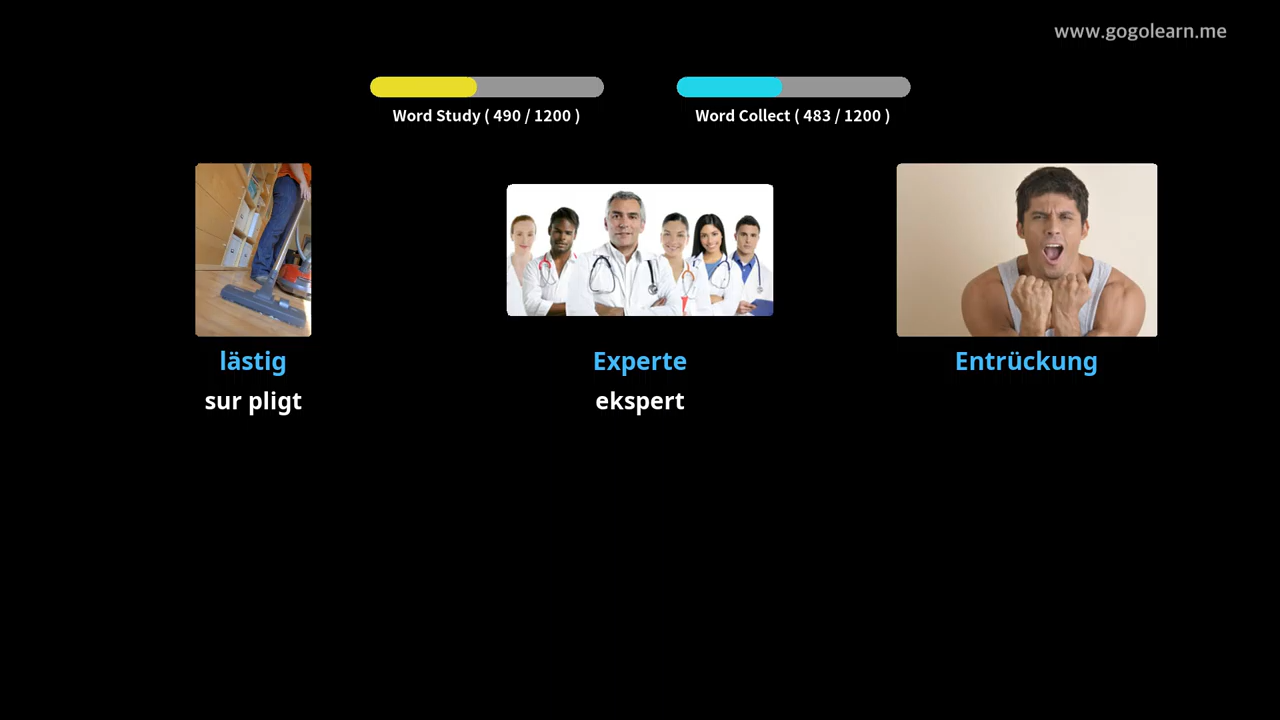 www.gogolearn.me
Word Study ( 490 / 1200 )
Word Collect ( 483 / 1200 )
lästig
Experte
Entrückung
sur pligt
ekspert